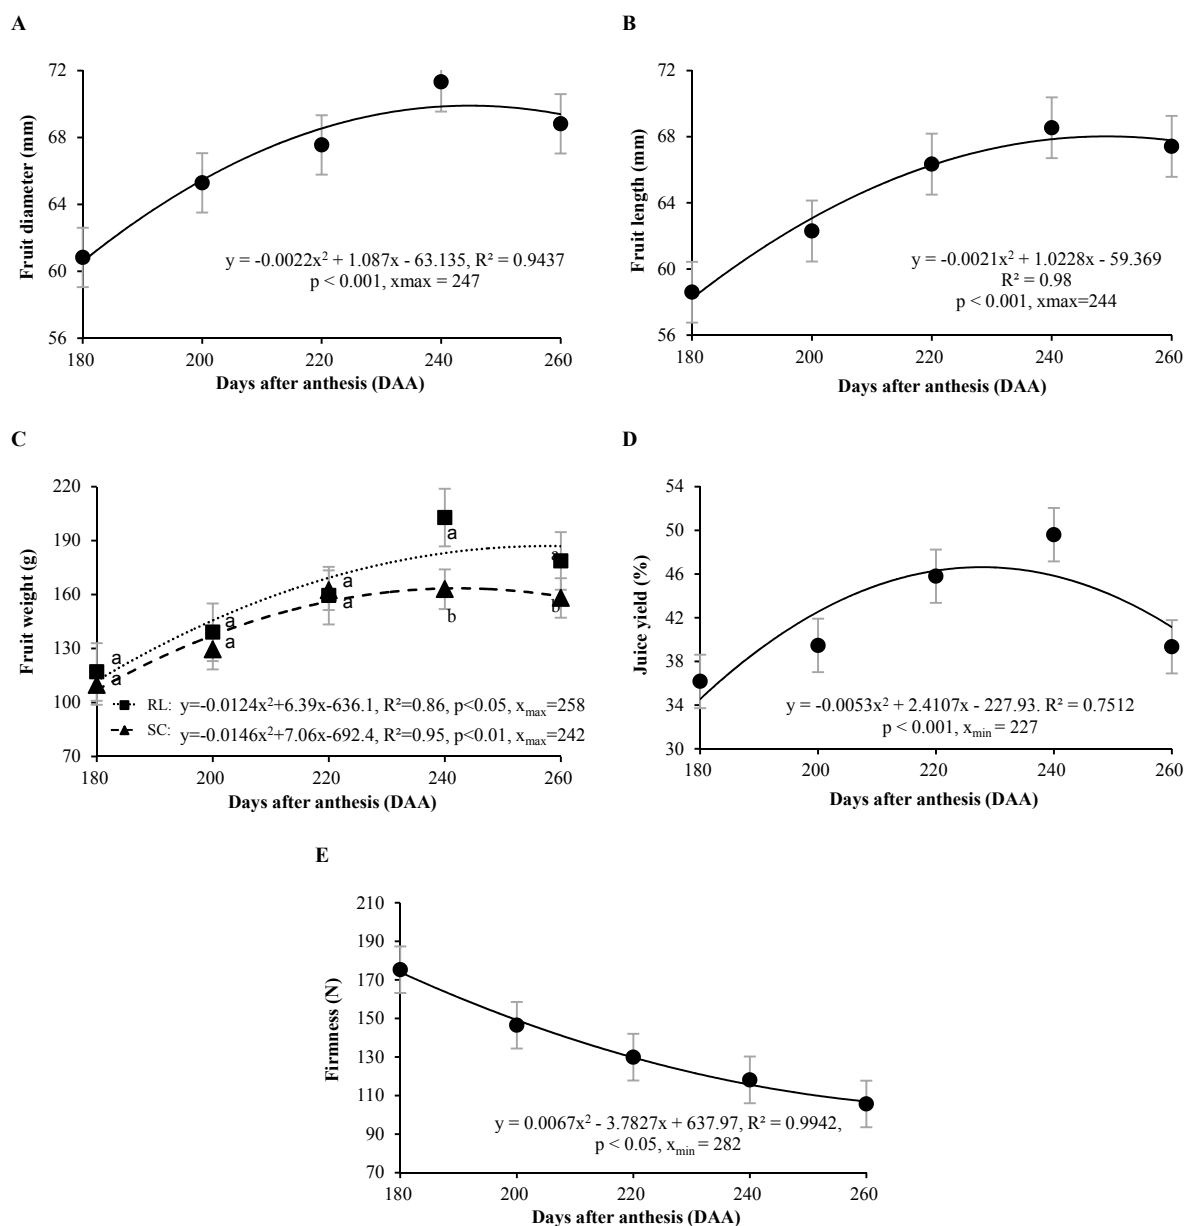 A
72
68
64
60
56
Fruit diameter (mm)
y = -0.0022x² + 1.087x - 63.135, R² = 0.9437
p < 0.001, xmax = 247
180 200 220 240 260
Days after anthesis (DAA)
B
72
68
64
60
56
Fruit length (mm)
y = -0.0021x² + 1.0228x - 59.369
R² = 0.98
p < 0.001, xmax=244
180 200 220 240 260
Days after anthesis (DAA)
C
220
190
160
130
100
70
Fruit weight (g)
a
a
a
a
a
a
a
b
a
b
RL: y=-0.0124x²+6.39x-636.1, R²=0.86, p<0.05, xmax=258
SC: y=-0.0146x²+7.06x-692.4, R²=0.95, p<0.01, xmax=242
180 200 220 240 260
Days after anthesis (DAA)
D
54
50
46
42
38
34
30
Juice yield (%)
y = -0.0053x² + 2.4107x - 227.93. R² = 0.7512
p < 0.001, xmin = 227
180 200 220 240 260
Days after anthesis (DAA)
E
210
190
170
150
130
110
90
70
Firmness (N)
y = 0.0067x² - 3.7827x + 637.97, R² = 0.9942,
p < 0.05, xmin = 282
180 200 220 240 260
Days after anthesis (DAA)